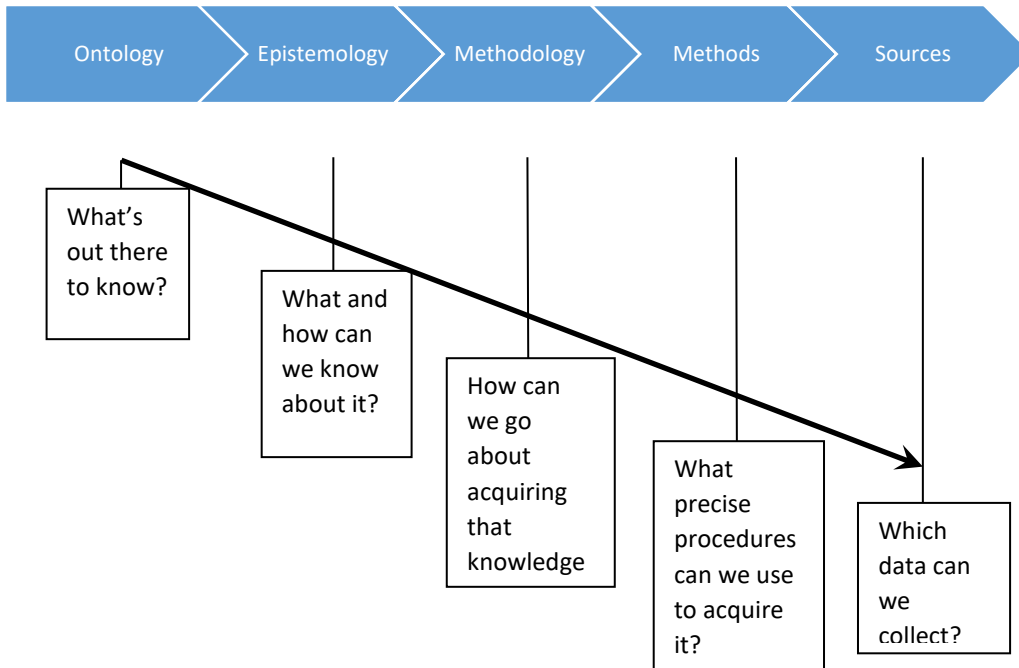 Ontology
Epistemology
Methodology
Methods
Sources
What’s
out there
to know?
What and
how can
we know
about it?
How can
we go
about
acquiring
that
knowledge
What
precise
procedures
can we use
to acquire
it?
Which
data can
we
collect?